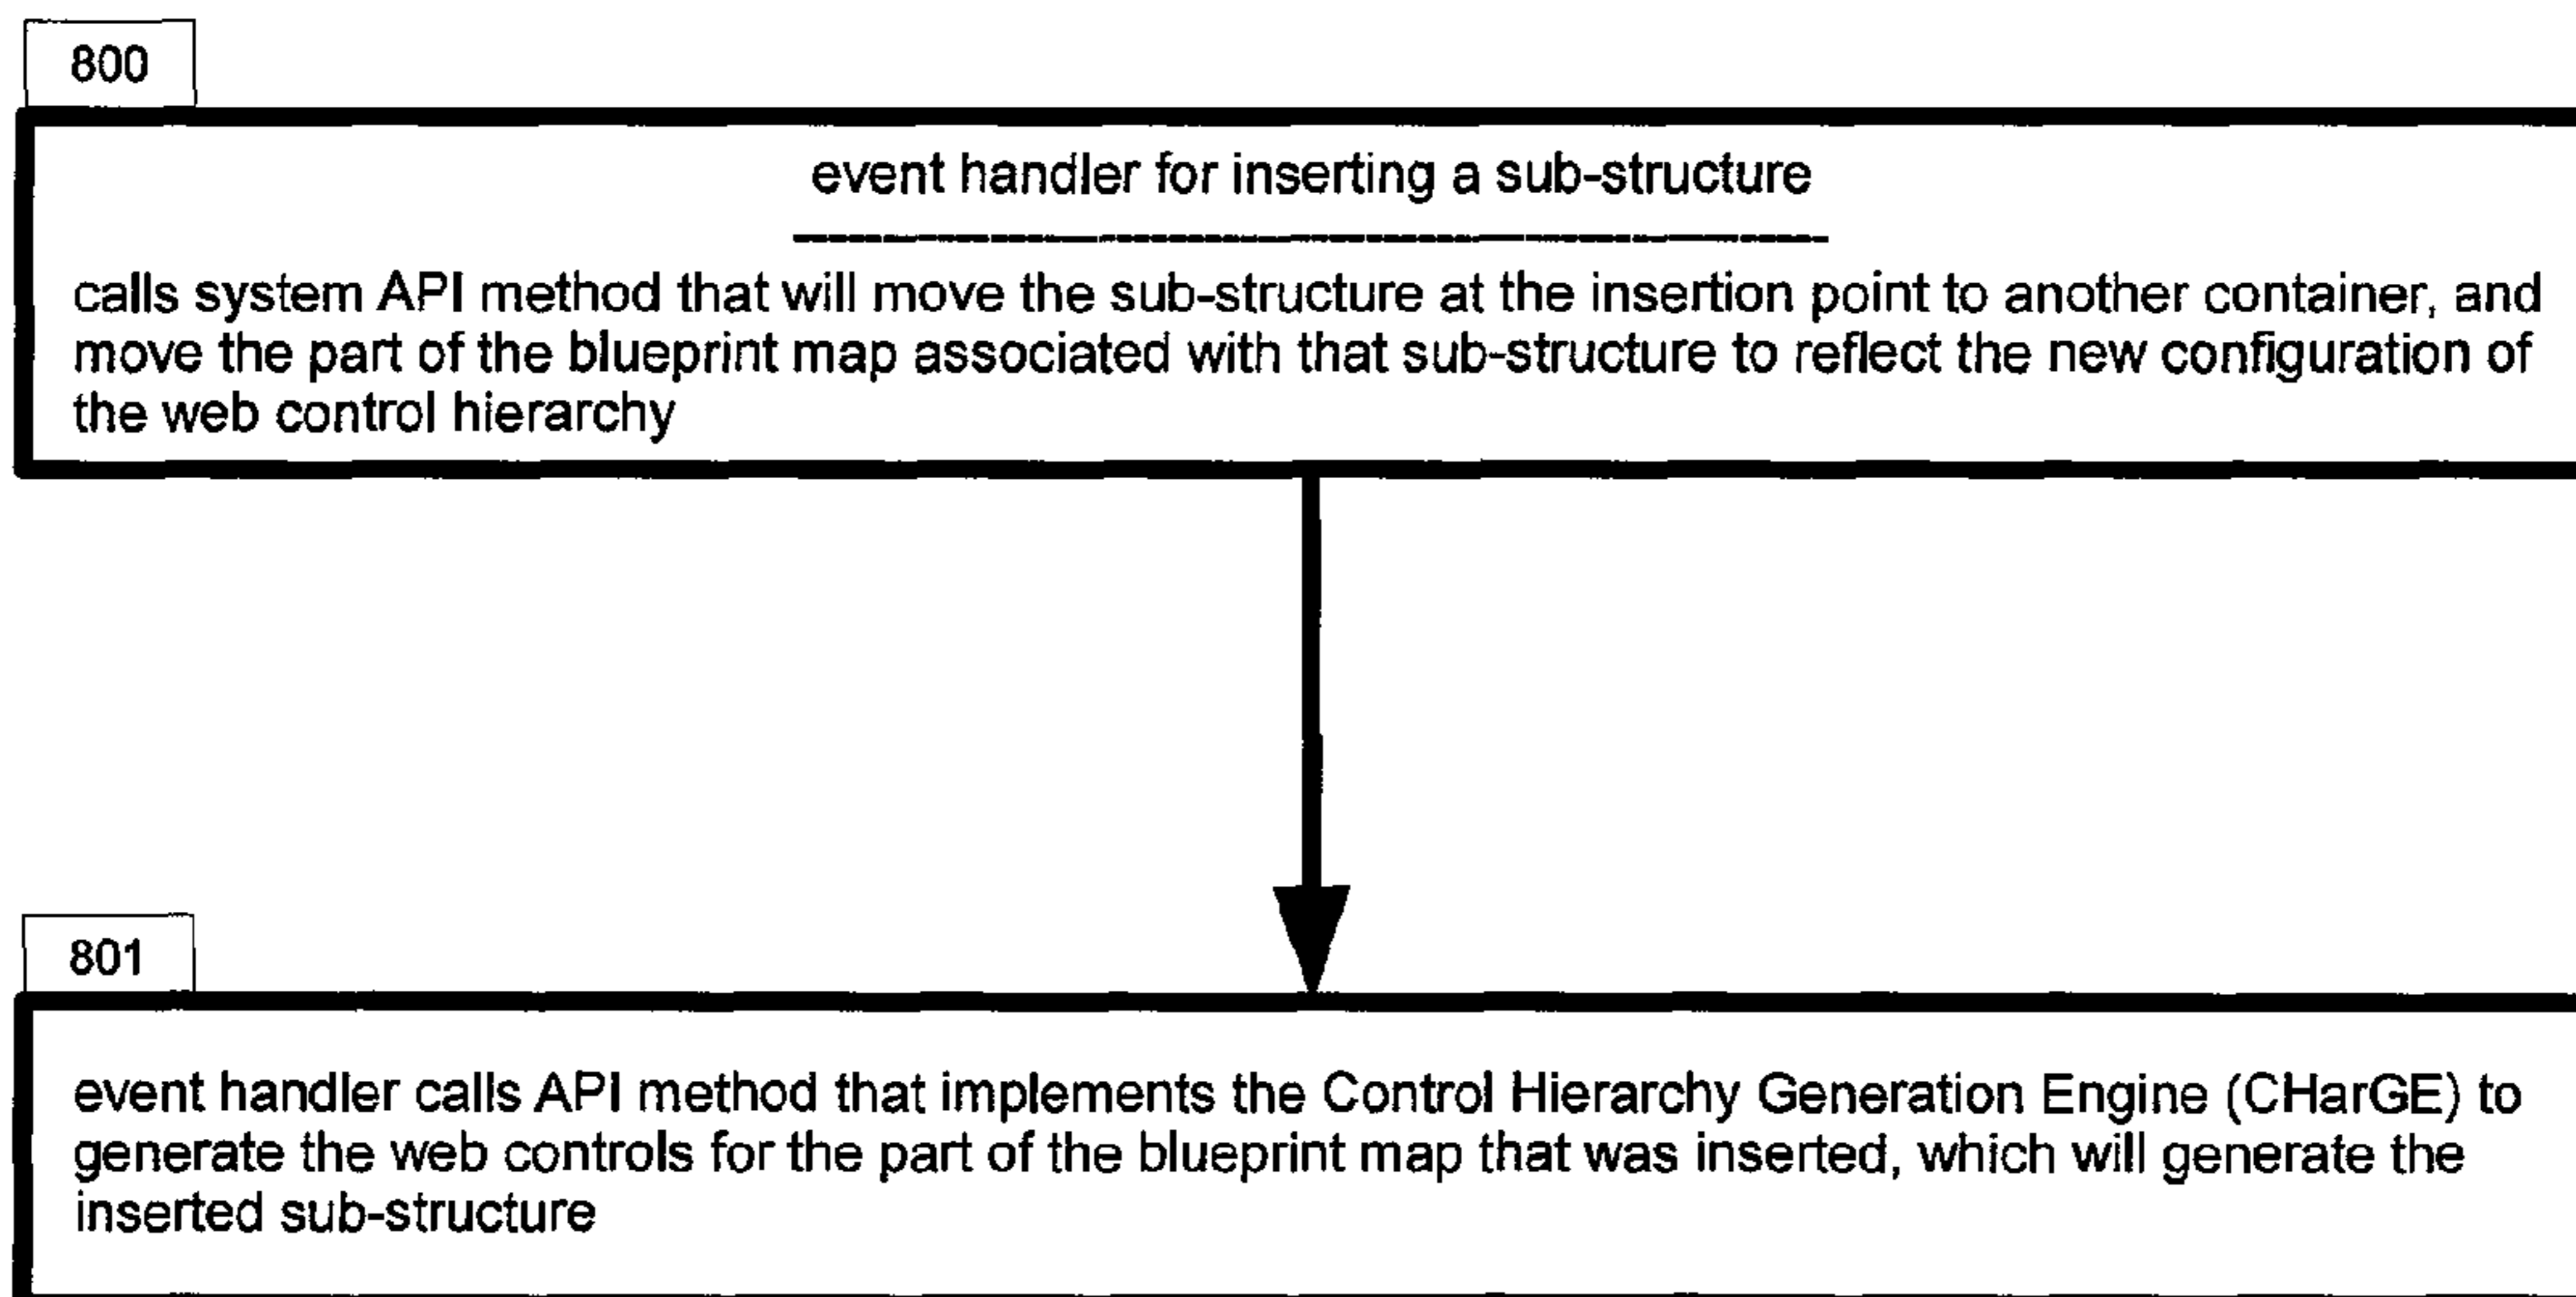 800
event handler for inserting a sub-structure
calls system API method that will move the sub-structure at the insertion point to another container, and
move the part of the blueprint map associated with that sub-structure to reflect the new configuration of
the web control hierarchy
801
event handler calls API method that implements the Control Hierarchy Generation Engine (CHarGE) to
generate the web controls for the part of the blueprint map that was inserted, which will generate the
inserted sub-structure